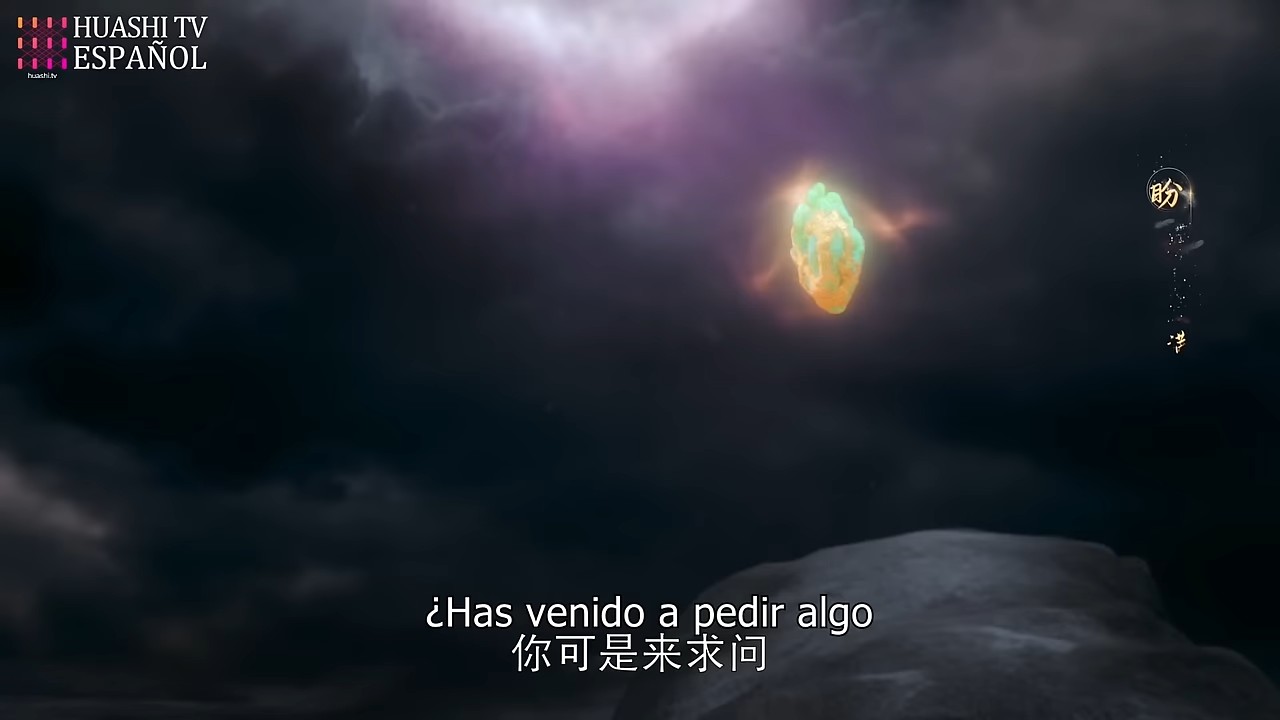 HUASHI TV
ESPAÑOL
huashi.tv
盼
¿Has venido a pedir algo
你可是来求问